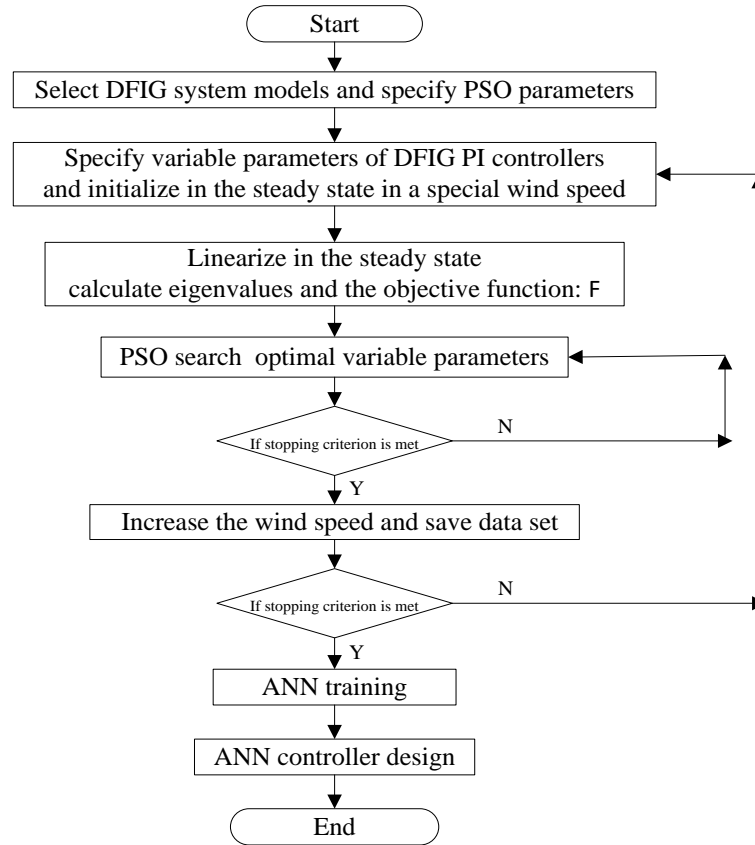 Start
Select DFIG system models and specify PSO parameters
Specify variable parameters of DFIG PI controllers
and initialize in the steady state in a special wind speed
Linearize in the steady state
calculate eigenvalues and the objective function: F
PSO search optimal variable parameters
If stopping criterion is met
N
Y
Increase the wind speed and save data set
If stopping criterion is met
N
Y
ANN training
ANN controller design
End